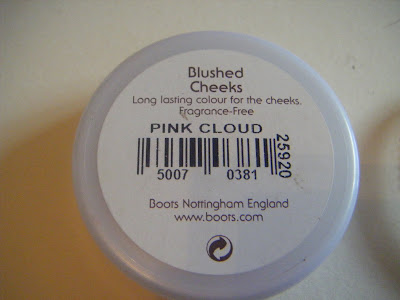 Blushed
Cheeks
Long lasting colour for the cheeks.
Fragrance-Free
PINK CLOUD
25920
5007 0381
Boots Nottingham England
www.boots.com